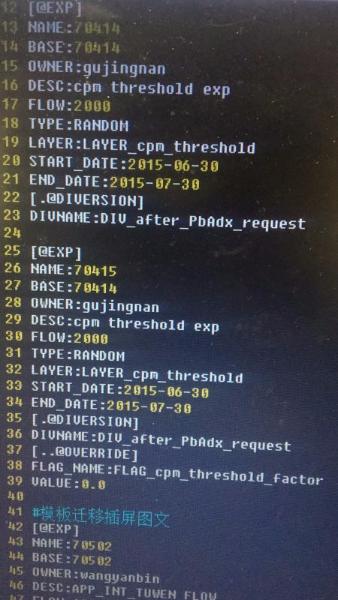 12 [@EXP]
13 NAME:70414
14 BASE:70414
15 OWNER:gujingnan
16 DESC:cpm threshold exp
17 FLOW:2000
18 TYPE:RANDOM
19 LAYER:LAYER_cpm_threshold
20 START_DATE:2015-06-30
21 END_DATE:2015-07-30
22 [.@DIVERSION]
23 DIVNAME:DIV_after_PbAdx_request
24
25 [@EXP]
26 NAME:70415
27 BASE:70414
28 OWNER:gujingnan
29 DESC:cpm threshold exp
30 FLOW:2000
31 TYPE:RANDOM
32 LAYER:LAYER_cpm_threshold
33 START_DATE:2015-06-30
34 END_DATE:2015-07-30
35 [.@DIVERSION]
36 DIVNAME:DIV_after_PbAdx_request
37 [..@OVERRIDE]
38 FLAG_NAME:FLAG_cpm_threshold_factor
39 VALUE:0.0
40
41 #模板迁移插屏图文
42 [@EXP]
43 NAME:70502
44 BASE:70502
45 OWNER:wangyanbin
46 DESC:APP_INT_TUWEN FLOW